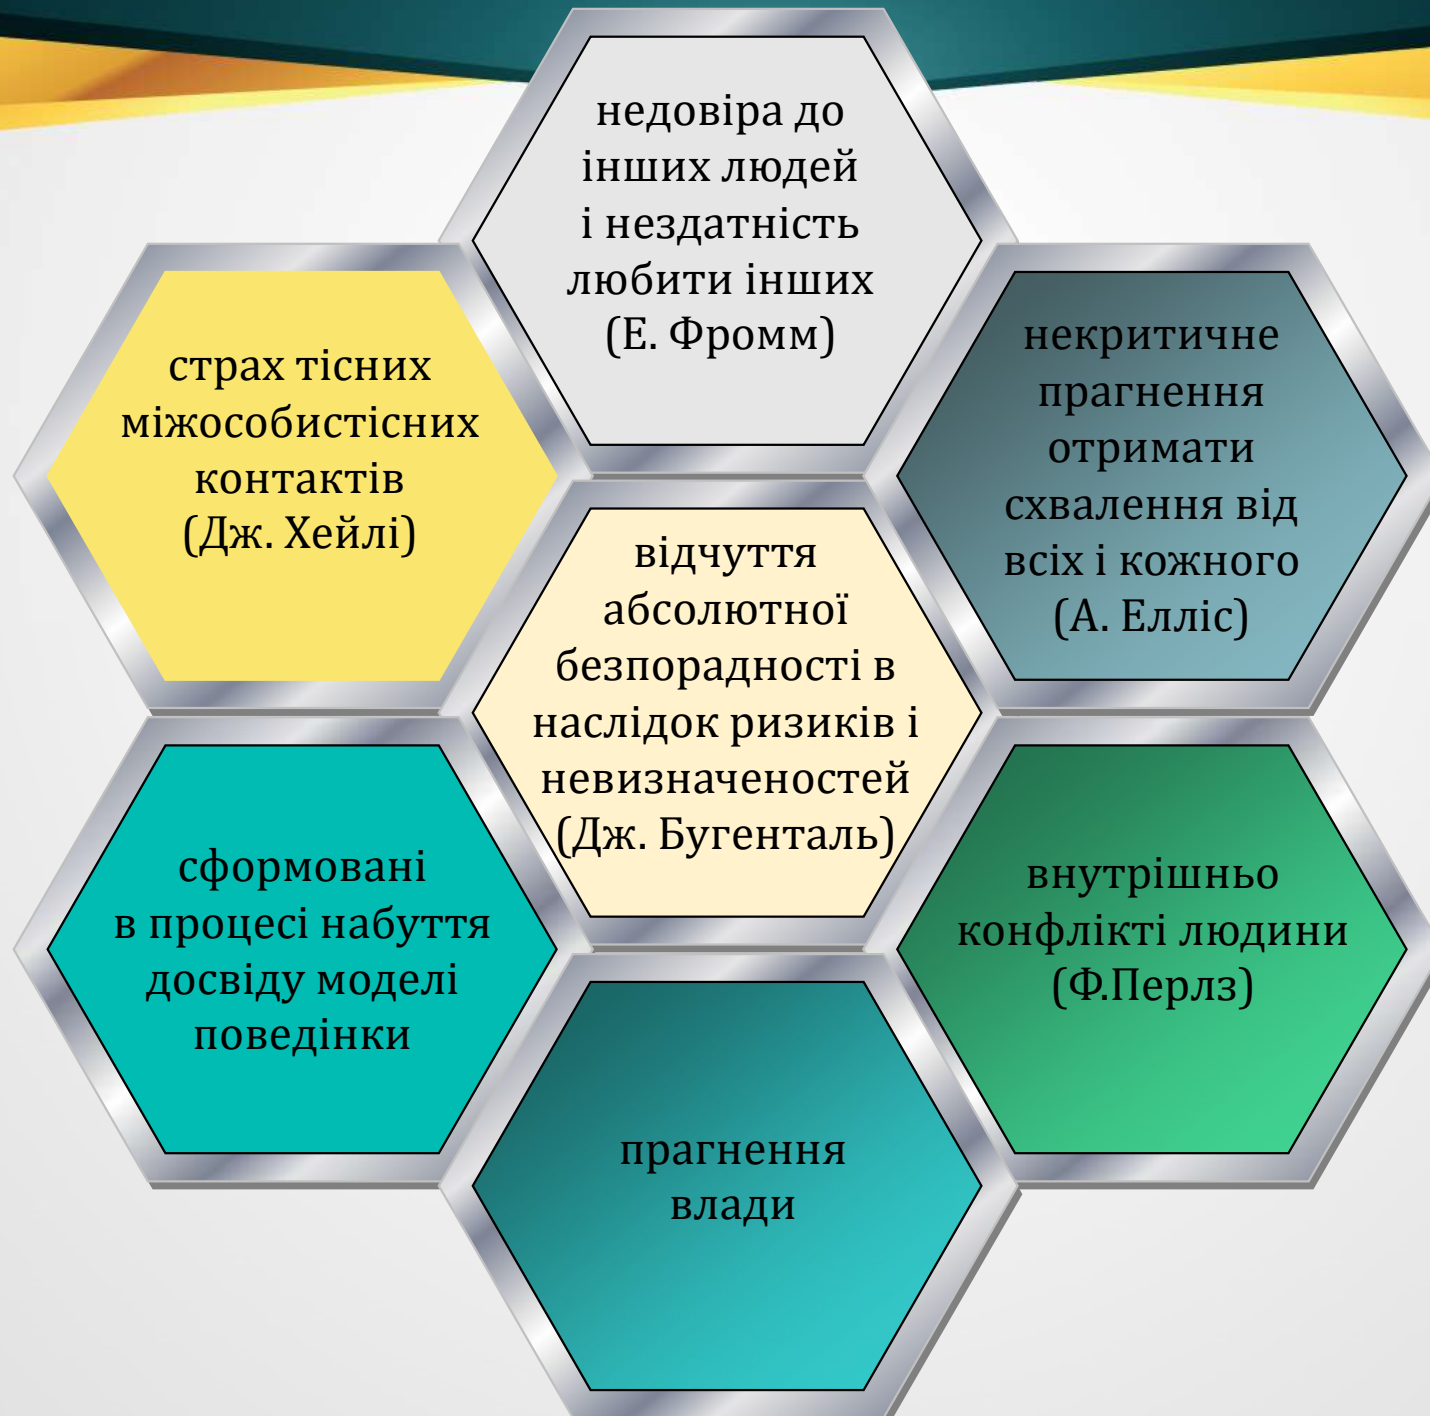 недовіра до
інших людей
і нездатність
любити інших
(Е. Фромм)
страх тісних
міжособистісних
контактів
(Дж. Хейлі)
некритичне
прагнення
отримати
схвалення від
всіх і кожного
(А. Елліс)
відчуття
абсолютної
безпорадності в
наслідок ризиків і
невизначеностей
(Дж. Бугенталь)
сформовані
в процесі набуття
досвіду моделі
поведінки
внутрішньо
конфлікті людини
(Ф.Перлз)
прагнення
влади